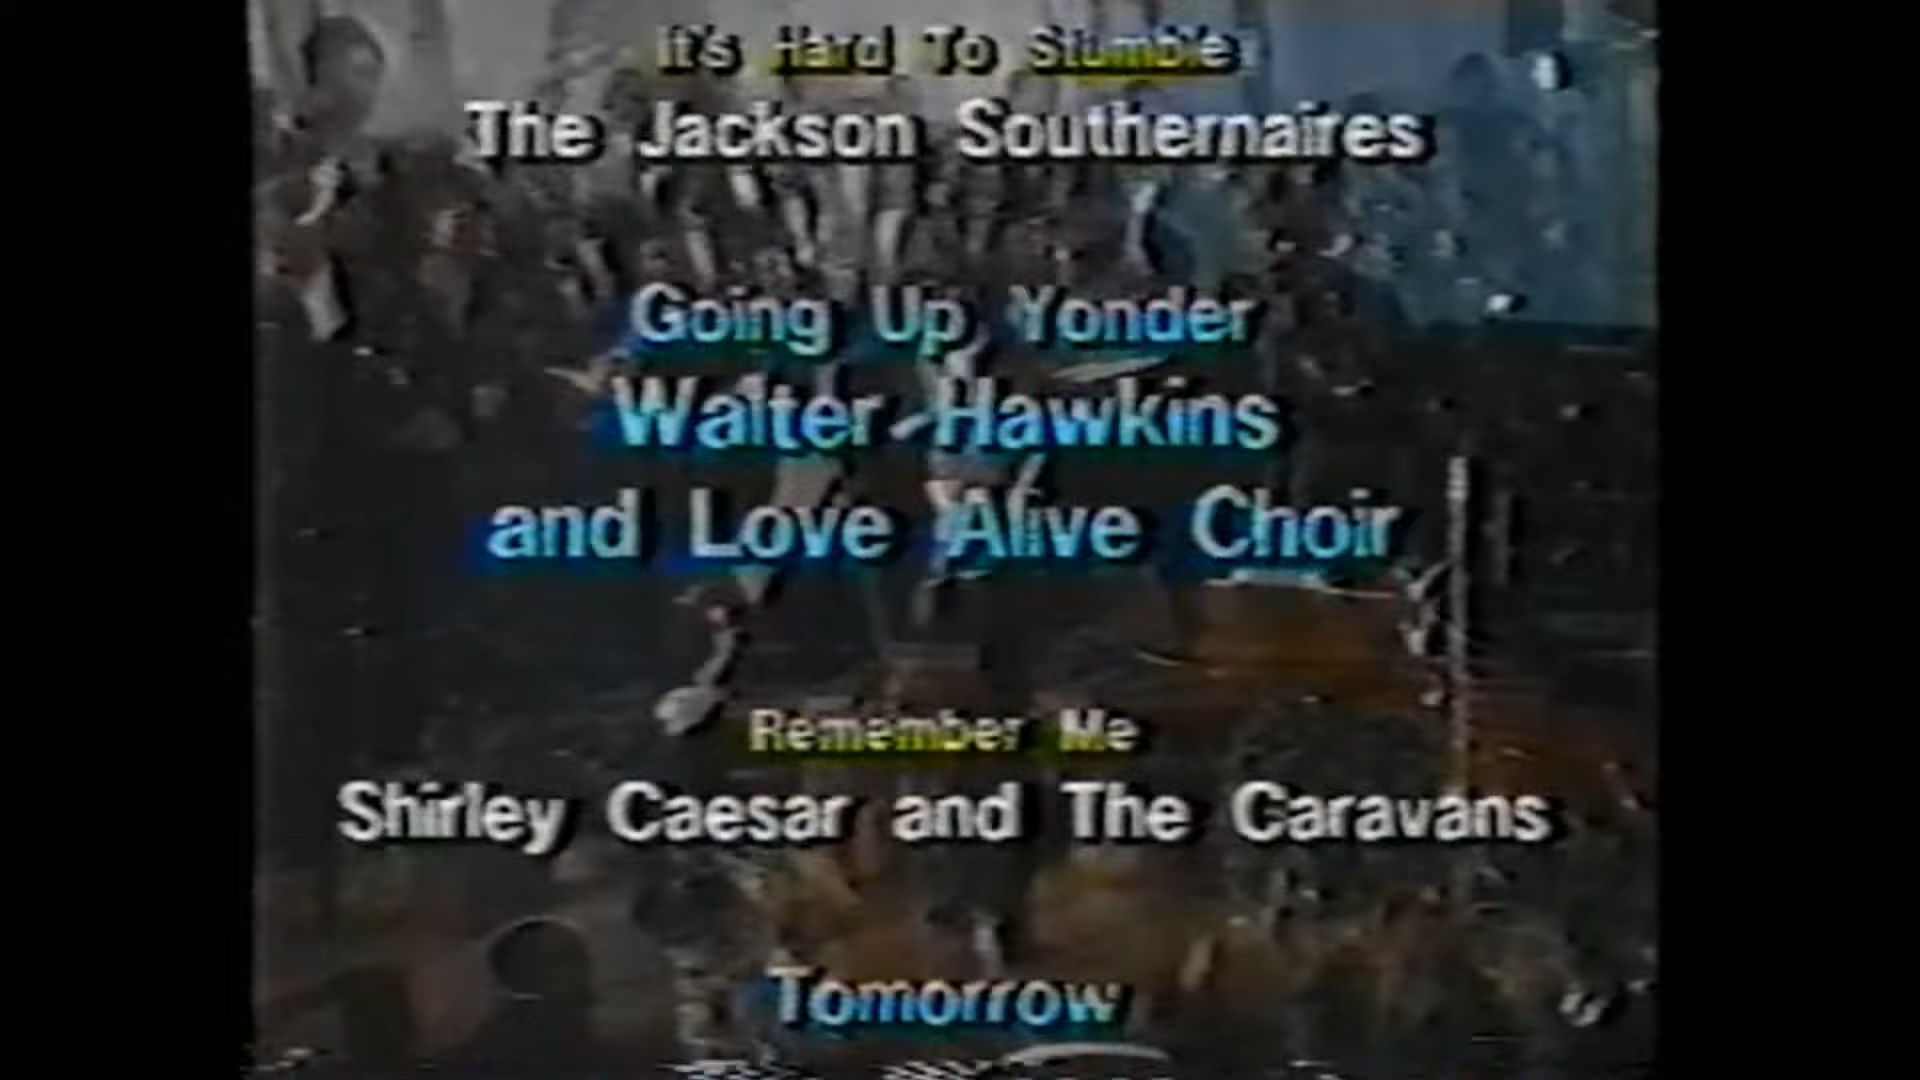 It's Hard To Stumble
The Jackson Southernaires
Going Up Yonder
Walter Hawkins
and Love Alive Choir
Remember Me
Shirley Caesar and The Caravans
Tomorrow